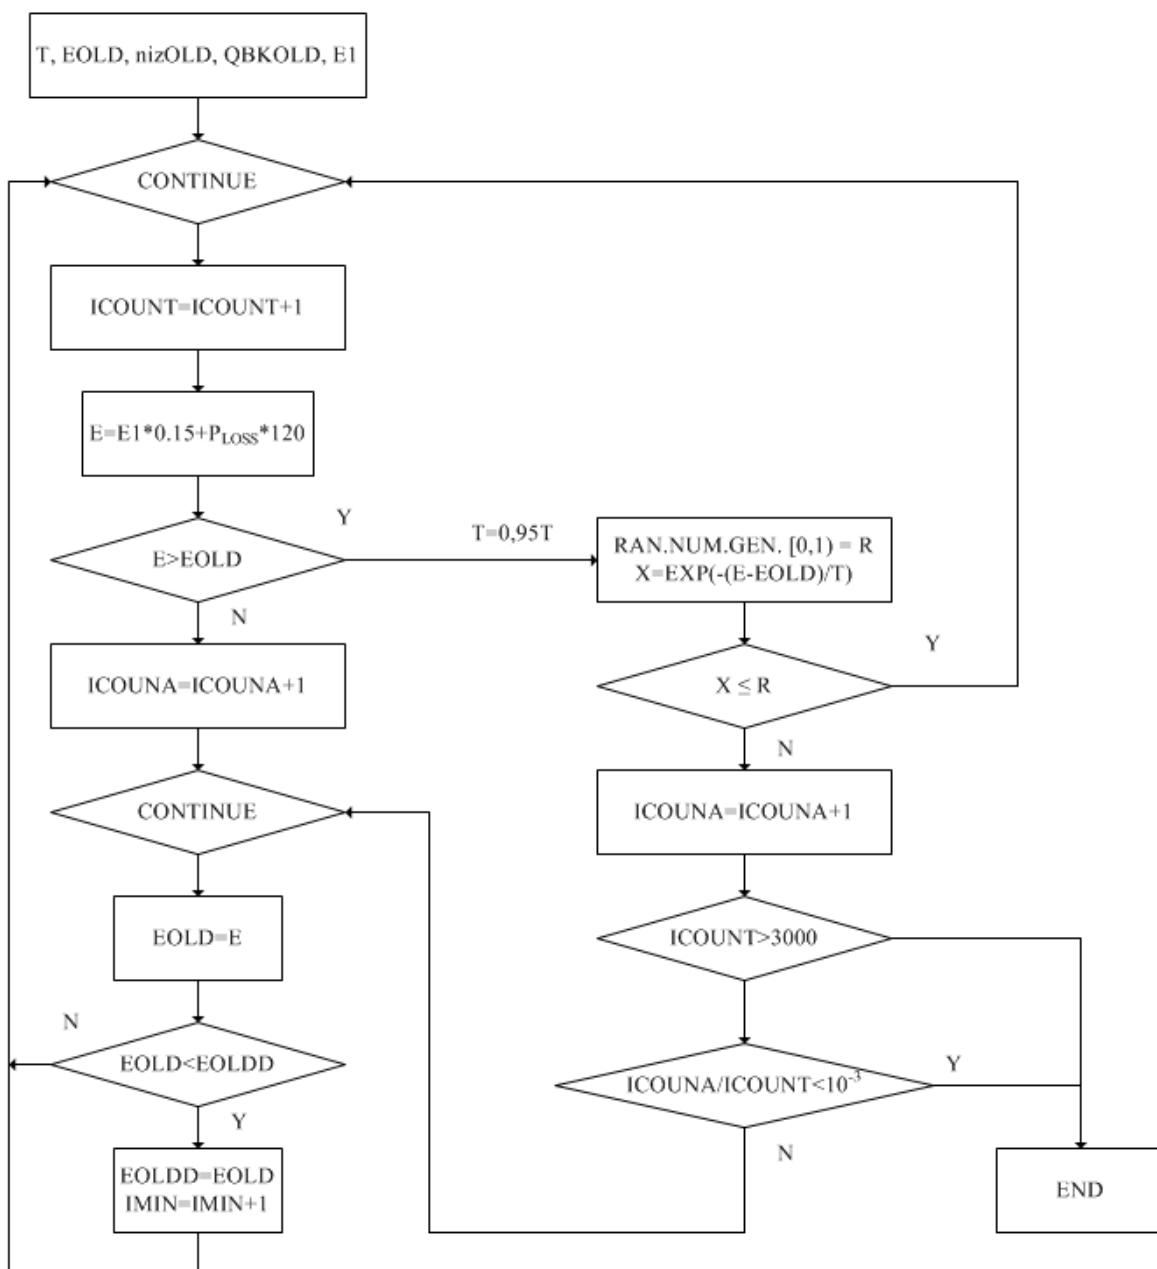 T, EOLD, nizOLD, QBKOLD, E1
CONTINUE
ICOUNT=ICOUNT+1
E=E1*0.15+P_LOSS*120
E>EOLD
Y
T=0,95T
RAN.NUM.GEN. [0,1) = R
X=EXP(-(E-EOLD)/T)
N
ICOUNA=ICOUNA+1
X ≤ R
Y
N
CONTINUE
ICOUNA=ICOUNA+1
EOLD=E
ICOUNT>3000
N
EOLD<EOLDD
Y
ICOUNA/ICOUNT<10⁻³
Y
N
EOLDD=EOLD
IMIN=IMIN+1
END